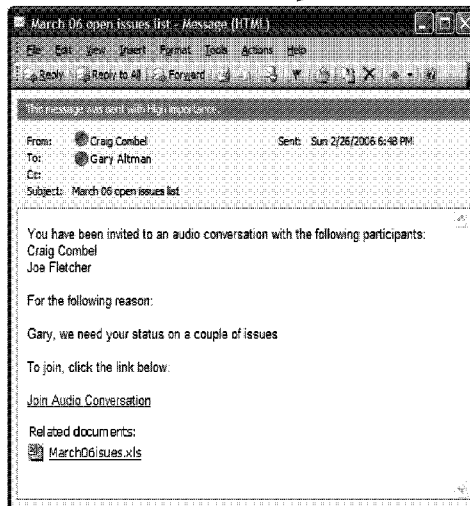 March 06 open issues list - Message (HTML)
File Edit View Insert Format Tools Actions Help
Reply Reply to All Forward
This message was sent with High importance.
From: Craig Combel Sent: Sun 2/26/2006 6:48 PM
To: Gary Altman
Cc:
Subject: March 06 open issues list
You have been invited to an audio conversation with the following participants:
Craig Combel
Joe Fletcher
For the following reason:
Gary, we need your status on a couple of issues
To join, click the link below:
Join Audio Conversation
Related documents:
March06isues.xls